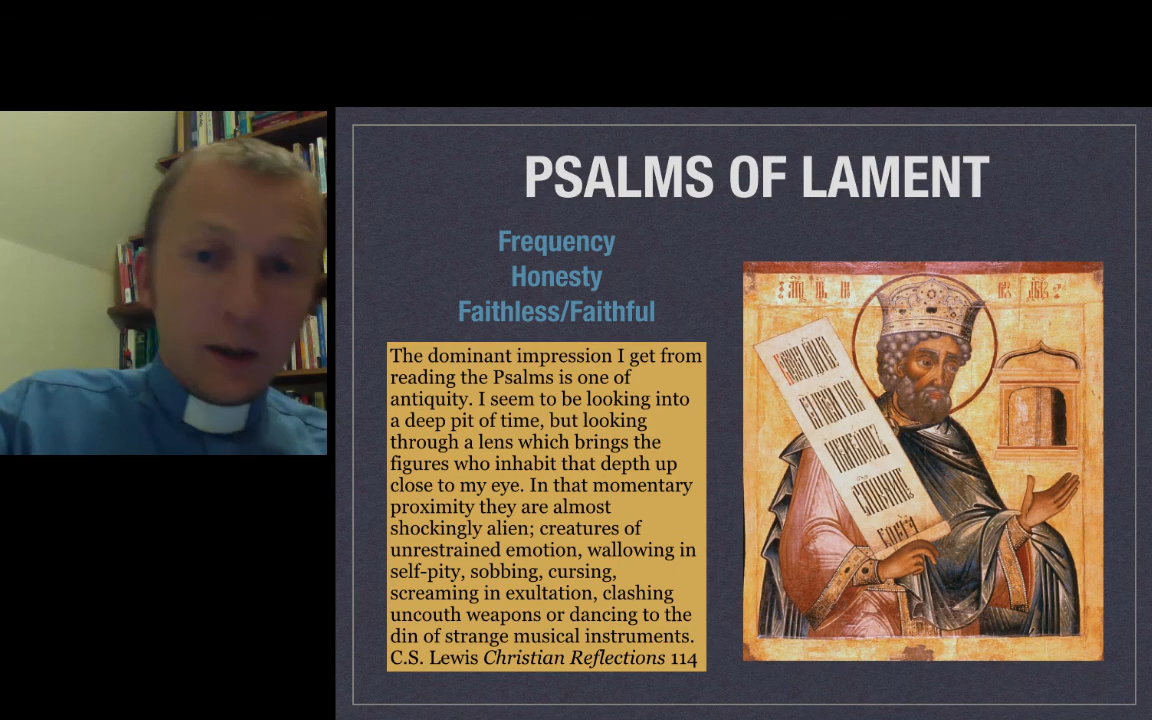 PSALMS OF LAMENT
Frequency
Honesty
Faithless/Faithful
The dominant impression I get from
reading the Psalms is one of
antiquity. I seem to be looking into
a deep pit of time, but looking
through a lens which brings the
figures who inhabit that depth up
close to my eye. In that momentary
proximity they are almost
shockingly alien; creatures of
unrestrained emotion, wallowing in
self-pity, sobbing, cursing,
screaming in exultation, clashing
uncouth weapons or dancing to the
din of strange musical instruments.
C.S. Lewis Christian Reflections 114